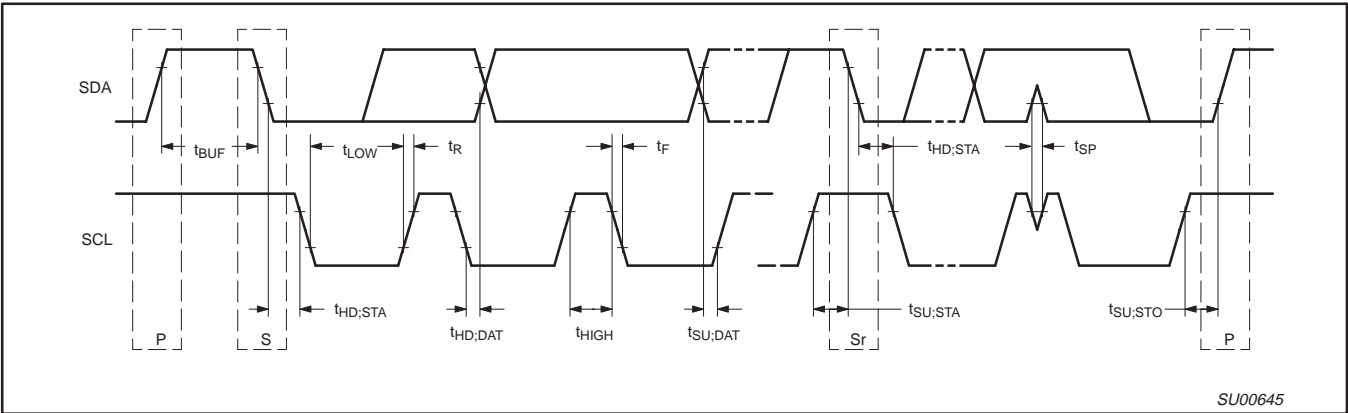 SDA
tBUF
tLOW
tR
tF
tHD;STA
tSP
SCL
tHD;STA
tHD;DAT
tHIGH
tSU;DAT
tSU;STA
tSU;STO
P
S
Sr
P
SU00645